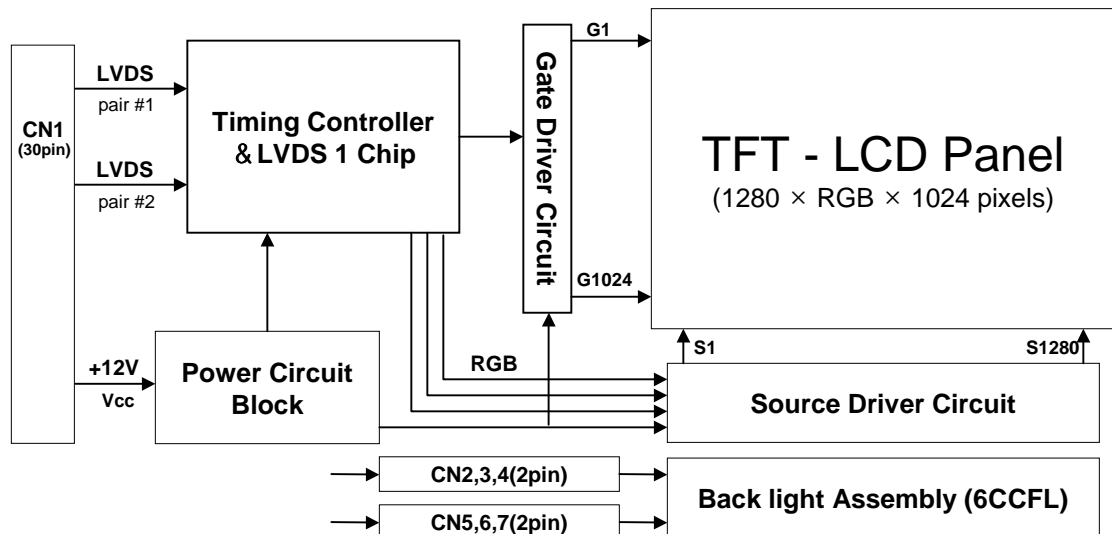 CN1
(30pin)
LVDS
pair #1
LVDS
pair #2
+12V
Vcc
Timing Controller
& LVDS 1 Chip
Power Circuit
Block
RGB
Gate Driver Circuit
G1
G1024
TFT - LCD Panel
(1280 × RGB × 1024 pixels)
S1
S1280
Source Driver Circuit
CN2,3,4(2pin)
CN5,6,7(2pin)
Back light Assembly (6CCFL)